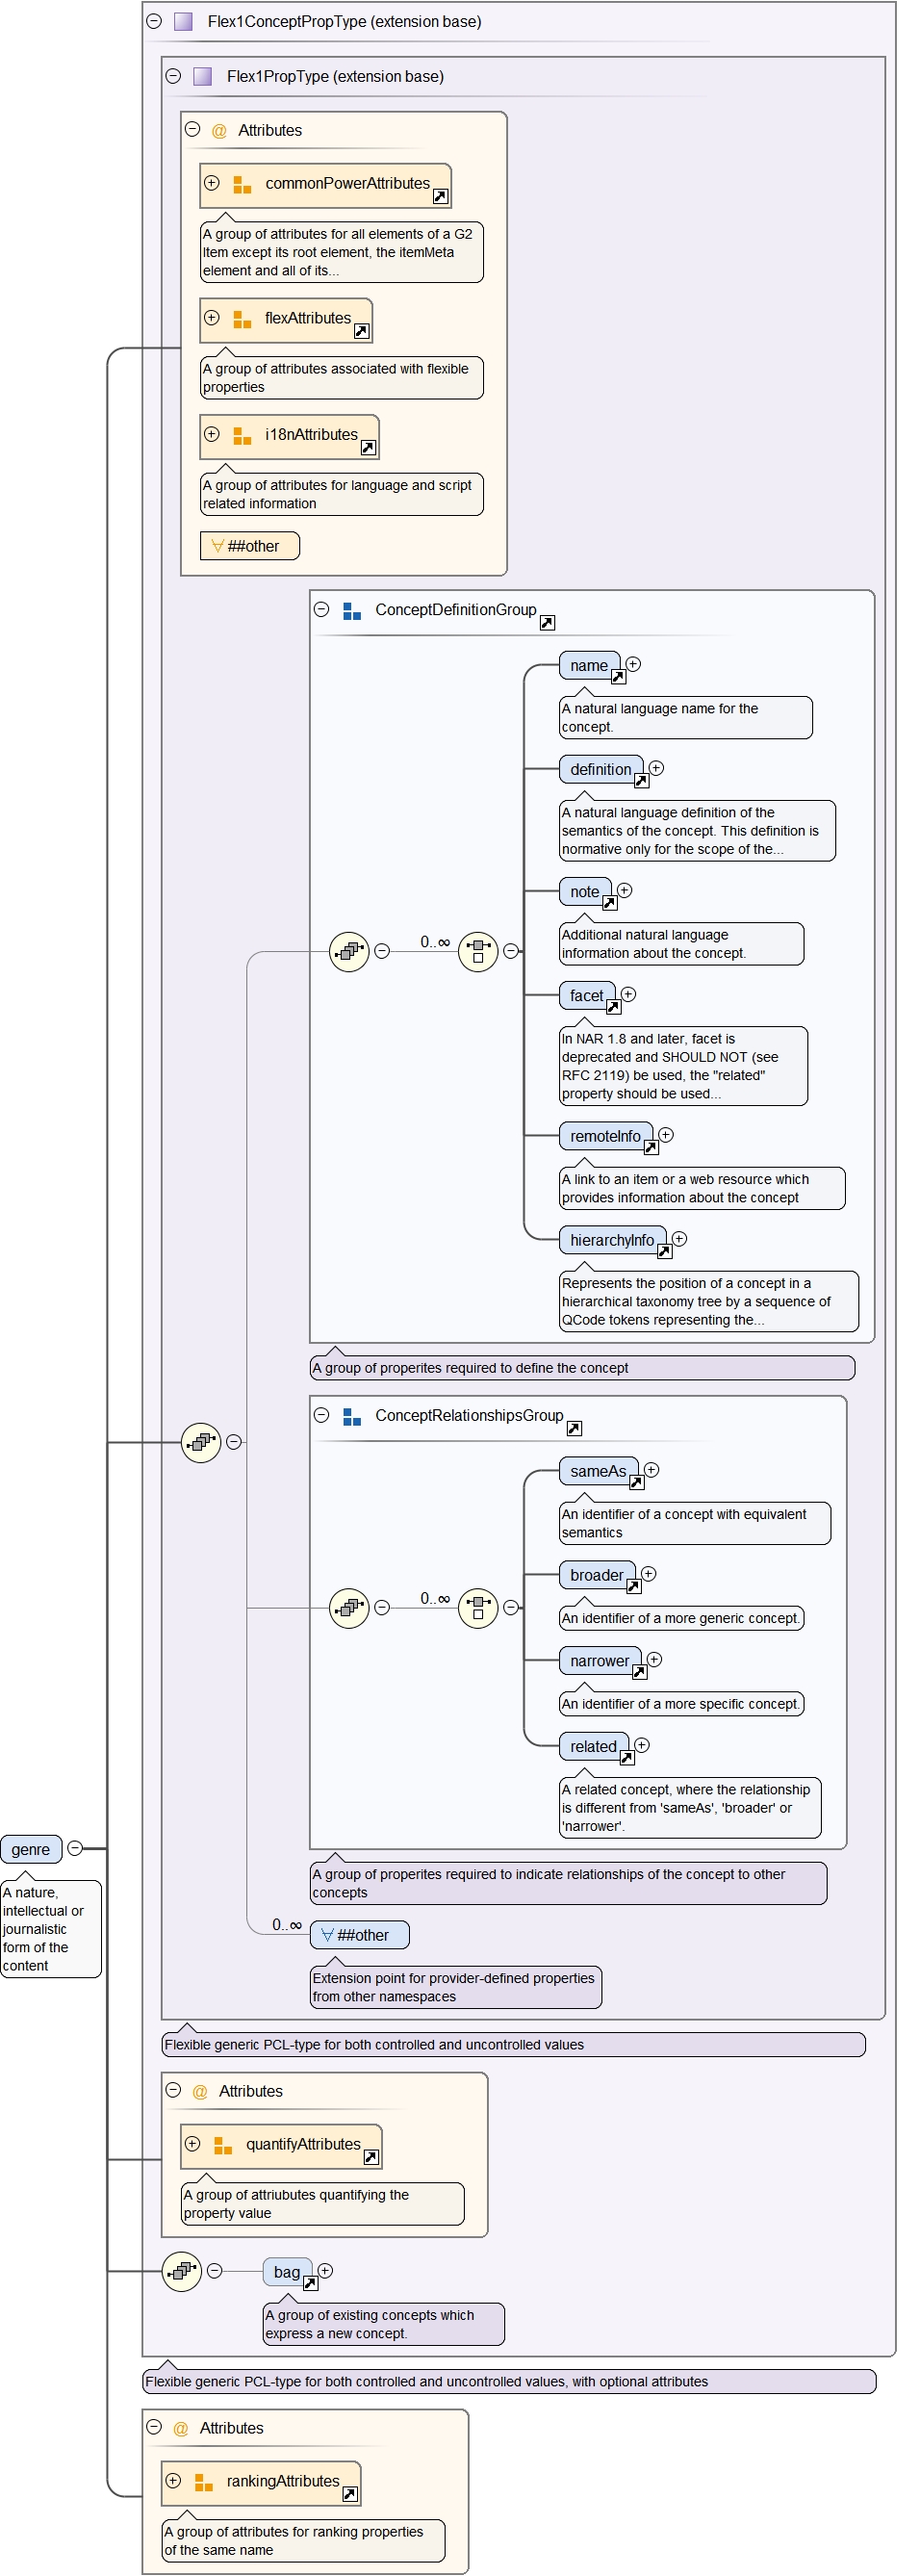 Flex1ConceptPropType (extension base)
Flex1PropType (extension base)
@ Attributes
commonPowerAttributes
A group of attributes for all elements of a G2
Item except its root element, the itemMeta
element and all of its...
flexAttributes
A group of attributes associated with flexible
properties
i18nAttributes
A group of attributes for language and script
related information
##other
ConceptDefinitionGroup
name
A natural language name for the
concept.
definition
A natural language definition of the
semantics of the concept. This definition is
normative only for the scope of the...
note
Additional natural language
information about the concept.
0..∞
facet
In NAR 1.8 and later, facet is
deprecated and SHOULD NOT (see
RFC 2119) be used, the "related"
property should be used...
remoteInfo
A link to an item or a web resource which
provides information about the concept
hierarchyInfo
Represents the position of a concept in a
hierarchical taxonomy tree by a sequence of
QCode tokens representing the...
A group of properites required to define the concept
ConceptRelationshipsGroup
sameAs
An identifier of a concept with equivalent
semantics
broader
0..∞
An identifier of a more generic concept.
narrower
An identifier of a more specific concept.
related
A related concept, where the relationship
is different from 'sameAs', 'broader' or
'narrower'.
genre
A nature,
intellectual or
journalistic
form of the
content
A group of properites required to indicate relationships of the concept to other
concepts
0..∞
##other
Extension point for provider-defined properties
from other namespaces
Flexible generic PCL-type for both controlled and uncontrolled values
@ Attributes
quantifyAttributes
A group of attriubutes quantifying the
property value
bag
A group of existing concepts which
express a new concept.
Flexible generic PCL-type for both controlled and uncontrolled values, with optional attributes
@ Attributes
rankingAttributes
A group of attributes for ranking properties
of the same name